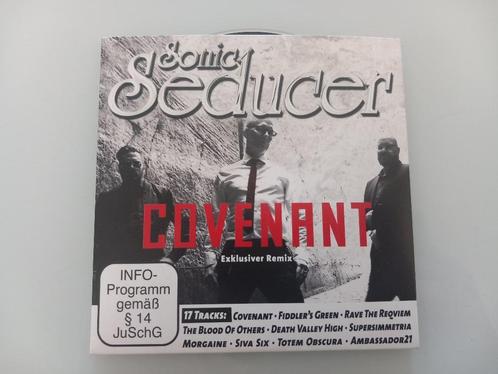 Sonic
Seducer
COVENANT
Exklusiver Remix
INFO-
Programm
gemäß
§ 14
JuSchG
17 TRACKS: COVENANT · FIDDLER'S GREEN · RAVE THE REQVIEM
THE BLOOD OF OTHERS · DEATH VALLEY HIGH · SUPERSIMMETRIA
MORGAINE · SIVA SIX · TOTEM OBSCURA · AMBASSADOR21